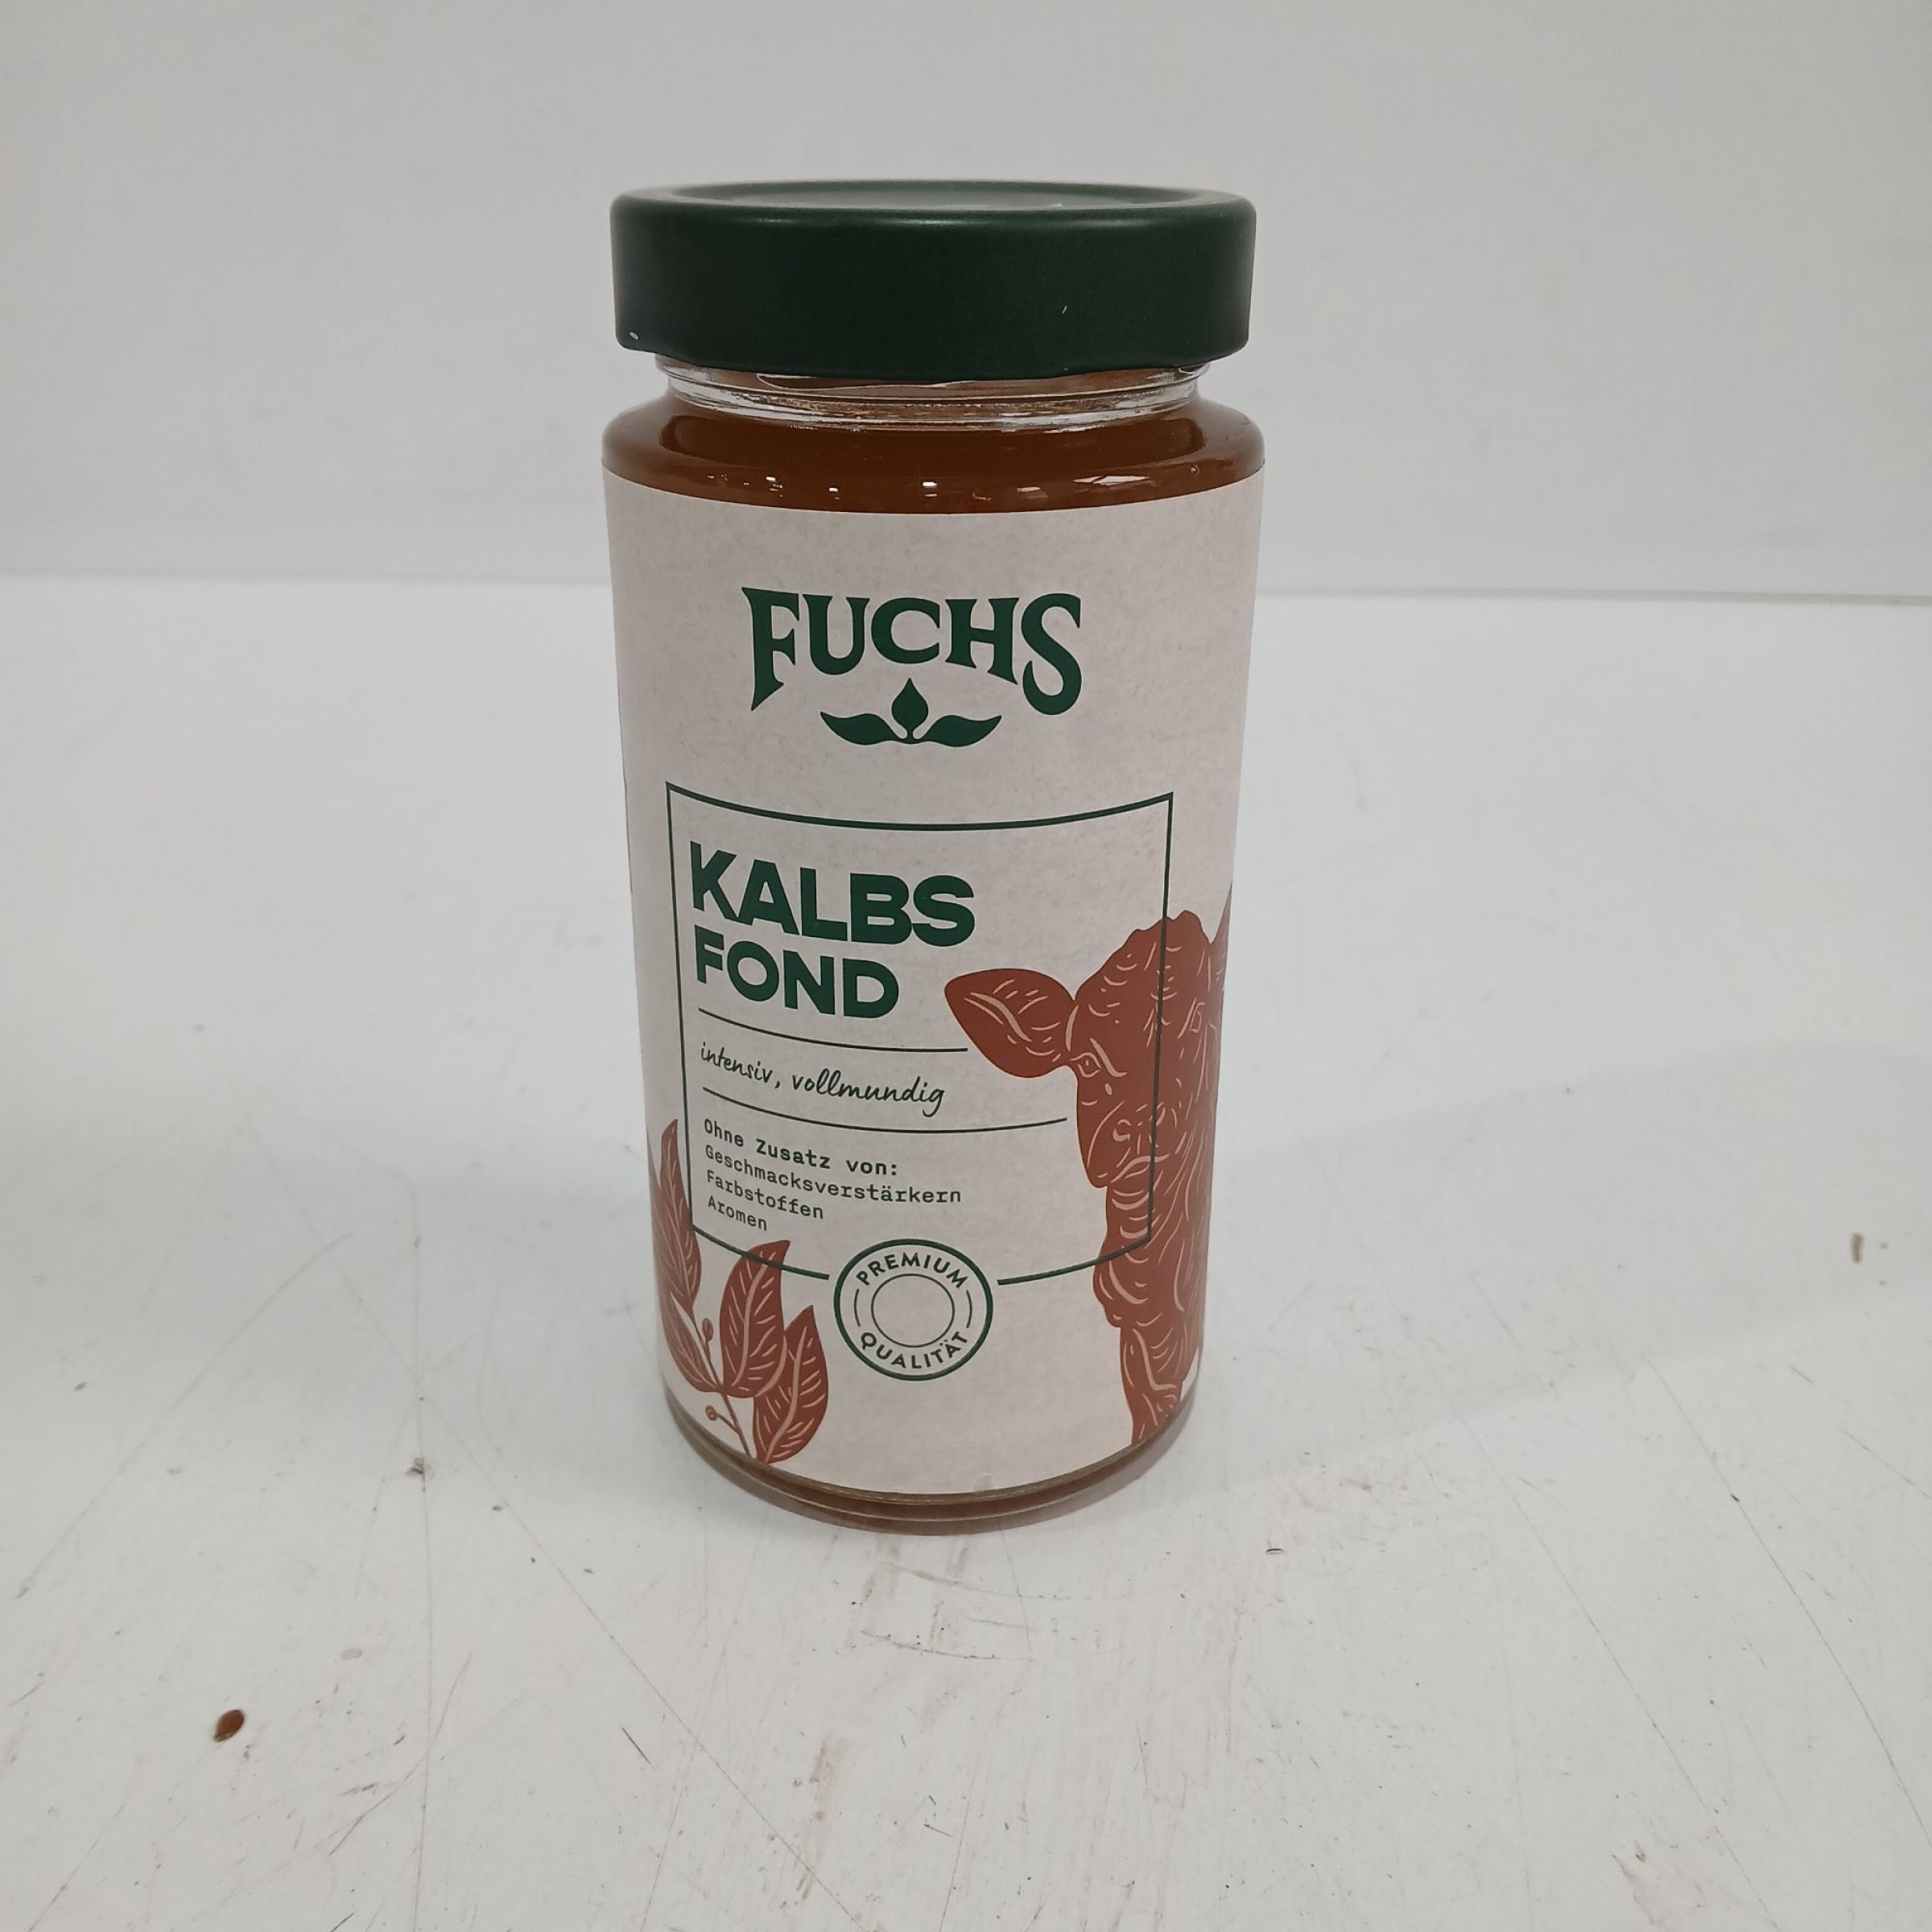 FUCHS
KALBS
FOND
intensiv, vollmundig
Ohne Zusatz von:
Geschmacksverstärkern
Farbstoffen
Aromen
PREMIUM
QUALITÄT